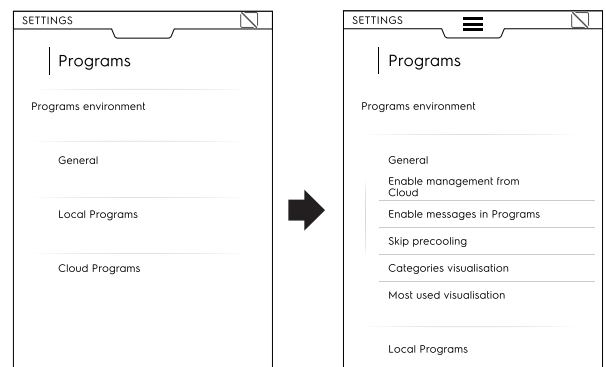 SETTINGS
Programs
Programs environment
General
Local Programs
Cloud Programs
SETTINGS
Programs
Programs environment
General
Enable management from
Cloud
Enable messages in Programs
Skip precooling
Categories visualisation
Most used visualisation
Local Programs